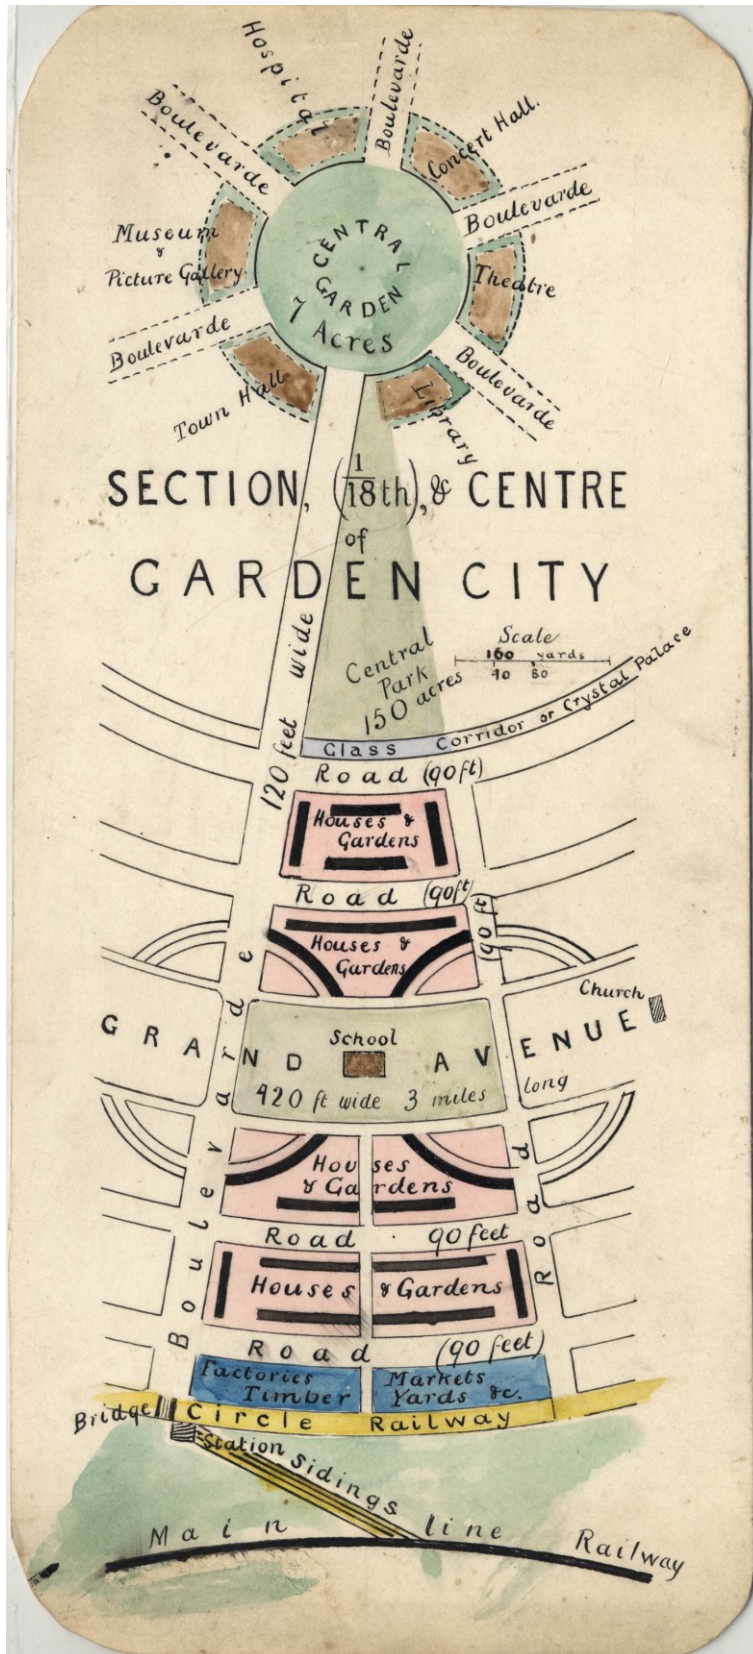 Hospital
Boulevarde
Boulevarde
Concert Hall.
Boulevarde
Museum
&
Picture Gallery
Theatre
CENTRAL
GARDEN
7 Acres
Boulevarde
Boulevarde
Town Hall
Library
SECTION, (1/18th), & CENTRE
of
GARDEN CITY
120 feet wide
Central
Park
150 acres
Scale
160 yards
40 80
Glass Corridor or Crystal Palace
Road (90ft)
Houses &
Gardens
Road (90ft)
(90ft)
Houses &
Gardens
Church
GRAND AVENUE
School
420 ft wide 3 miles long
Houses
& Gardens
Road 90 feet
Road
Boulevarde
Houses & Gardens
Road (90 feet)
Factories Markets
Timber Yards &c.
Bridge
Circle Railway
Station
Sidings
Main line Railway